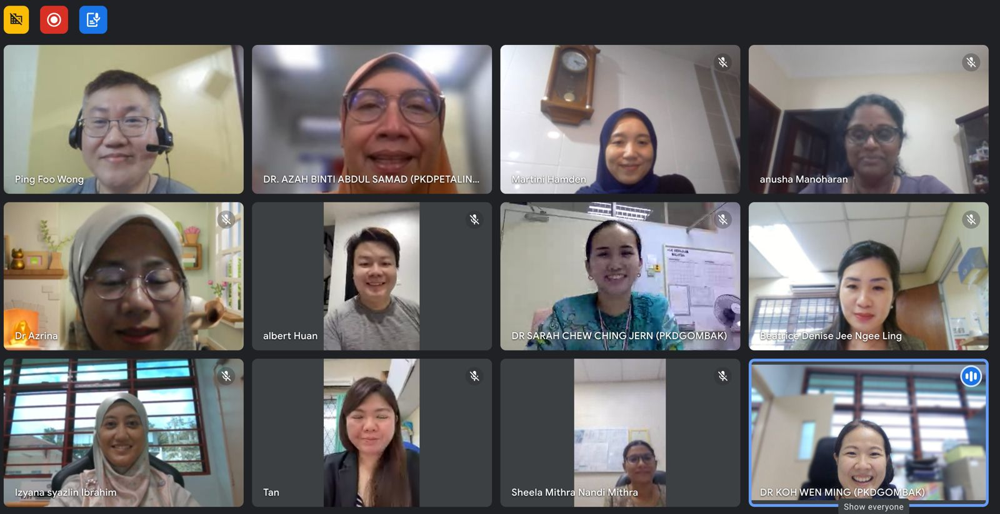 Ping Foo Wong
DR. AZAH BINTI ABDUL SAMAD (PKDPETALIN...
Martini Hamden
anusha Manoharan
Dr Azrina
albert Huan
DR SARAH CHEW CHING JERN (PKDGOMBAK)
Beatrice Denise Jee Ngee Ling
Izyana syazlin Ibrahim
Tan
Sheela Mithra Nandi Mithra
DR KOH WEN MING (PKDGOMBAK)
Show everyone